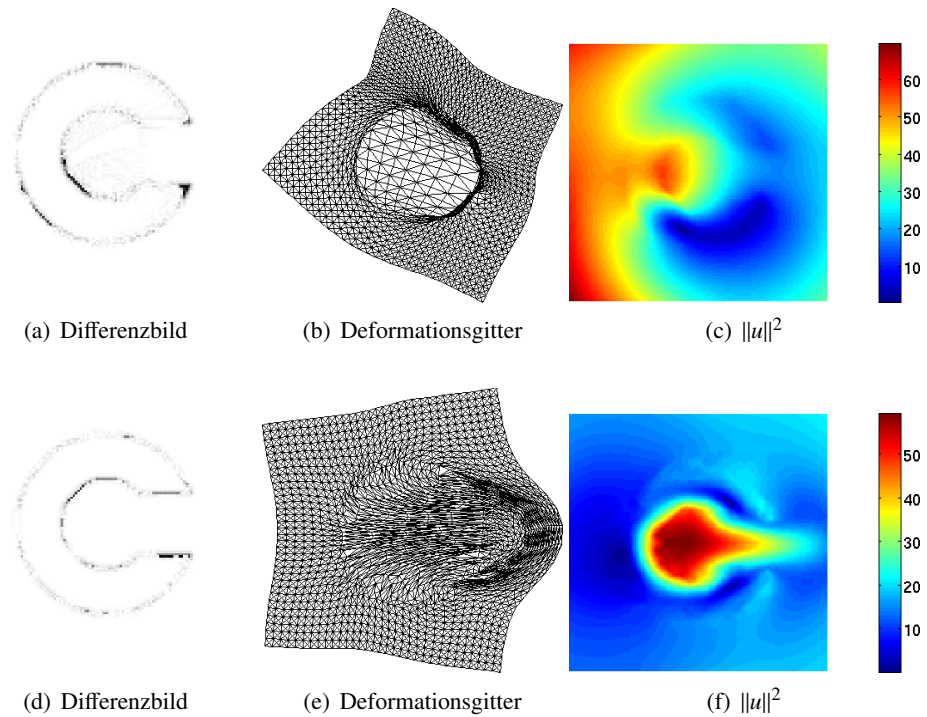 60
50
40
30
20
10
(a) Differenzbild
(b) Deformationsgitter
(c) ||u||²
50
40
30
20
10
(d) Differenzbild
(e) Deformationsgitter
(f) ||u||²